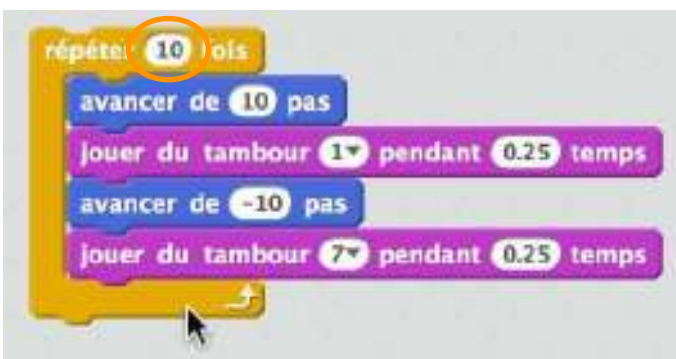 répéter 10 fois
avancer de 10 pas
jouer du tambour 1 pendant 0.25 temps
avancer de -10 pas
jouer du tambour 7 pendant 0.25 temps